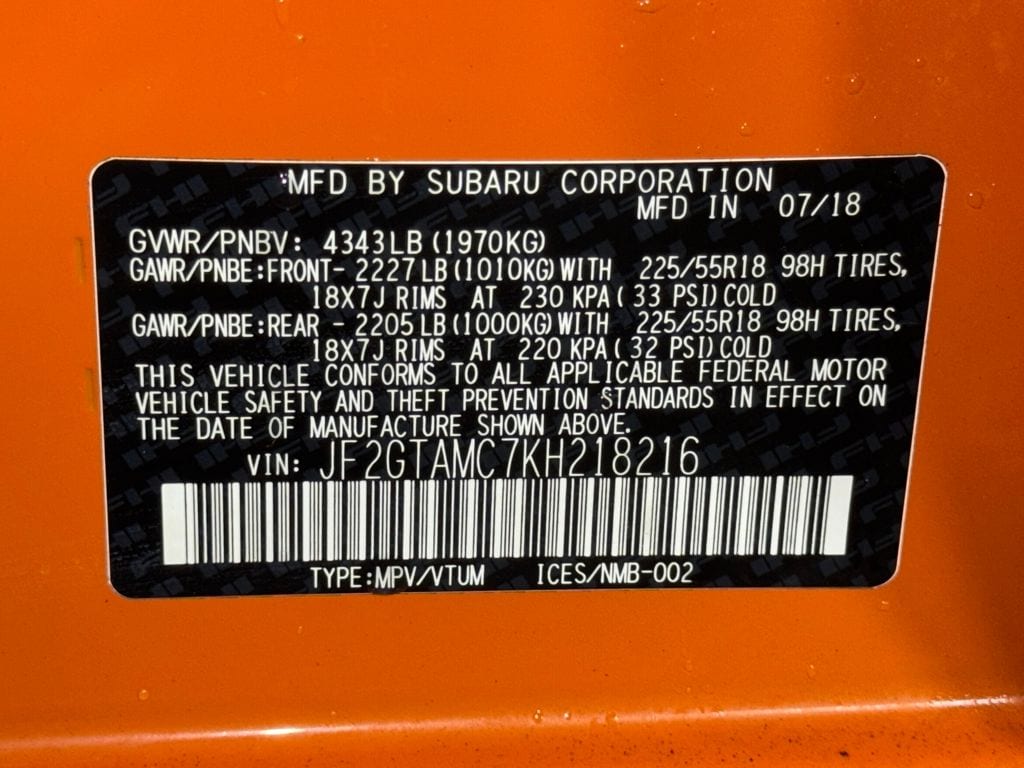 MFD BY SUBARU CORPORATION
MFD IN 07/18
GVWR/PNBV: 4343LB(1970KG)
GAWR/PNBE:FRONT- 2227LB(1010KG)WITH 225/55R18 98H TIRES,
18X7J RIMS AT 230 KPA( 33 PSI)COLD
GAWR/PNBE:REAR - 2205LB(1000KG)WITH 225/55R18 98H TIRES,
18X7J RIMS AT 220 KPA( 32 PSI)COLD
THIS VEHICLE CONFORMS TO ALL APPLICABLE FEDERAL MOTOR
VEHICLE SAFETY AND THEFT PREVENTION STANDARDS IN EFFECT ON
THE DATE OF MANUFACTURE SHOWN ABOVE.
VIN: JF2GTAMC7KH218216
TYPE:MPV/VTUM ICES/NMB-002